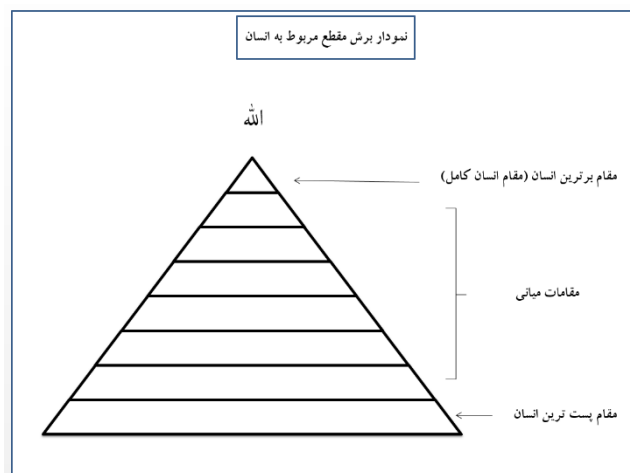 نمودار برش مقطع مربوط به انسان
الله
مقام برترین انسان (مقام انسان کامل)
مقامات میانی
مقام پست ترین انسان